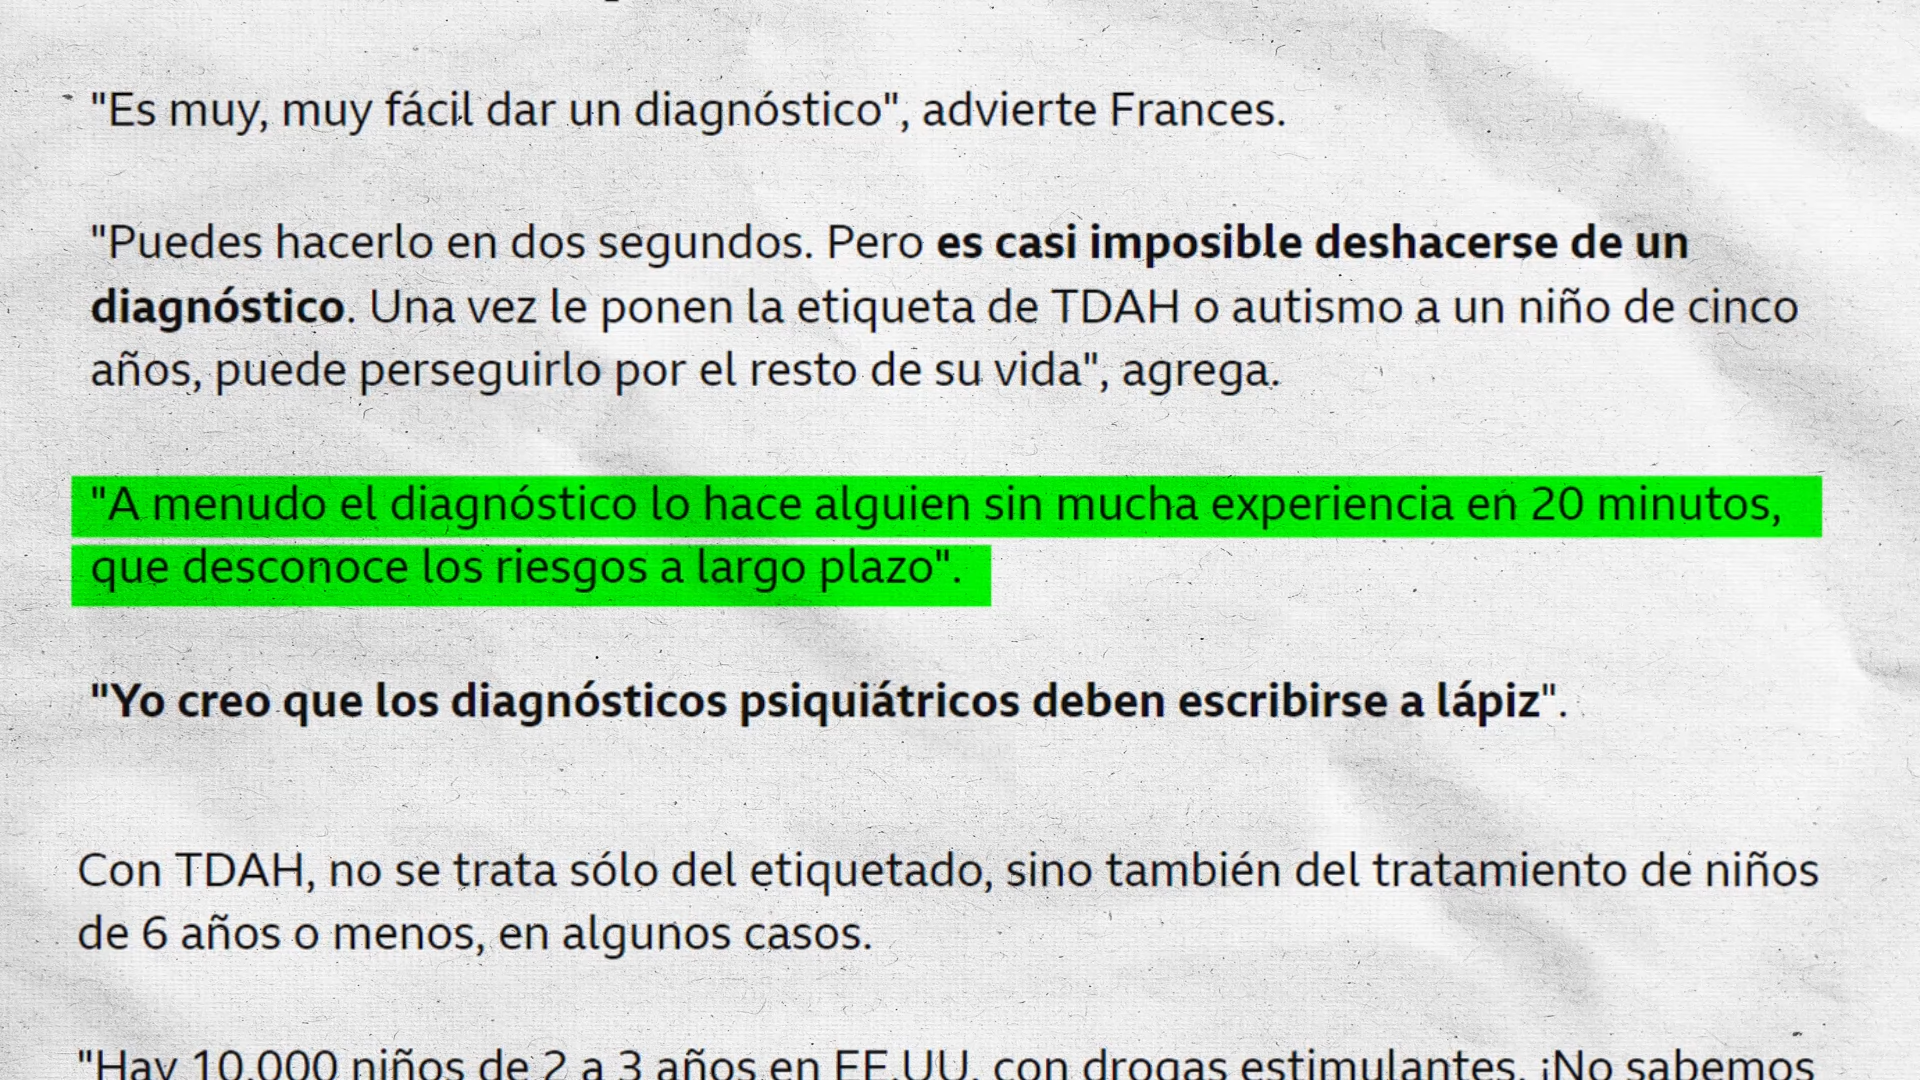 "Es muy, muy fácil dar un diagnóstico", advierte Frances.
"Puedes hacerlo en dos segundos. Pero es casi imposible deshacerse de un
diagnóstico. Una vez le ponen la etiqueta de TDAH o autismo a un niño de cinco
años, puede perseguirlo por el resto de su vida", agrega.
"A menudo el diagnóstico lo hace alguien sin mucha experiencia en 20 minutos,
que desconoce los riesgos a largo plazo".
"Yo creo que los diagnósticos psiquiátricos deben escribirse a lápiz".
Con TDAH, no se trata sólo del etiquetado, sino también del tratamiento de niños
de 6 años o menos, en algunos casos.
"Hay 10.000 niños de 2 a 3 años en EE.UU. con drogas estimulantes. ¡No sabemos